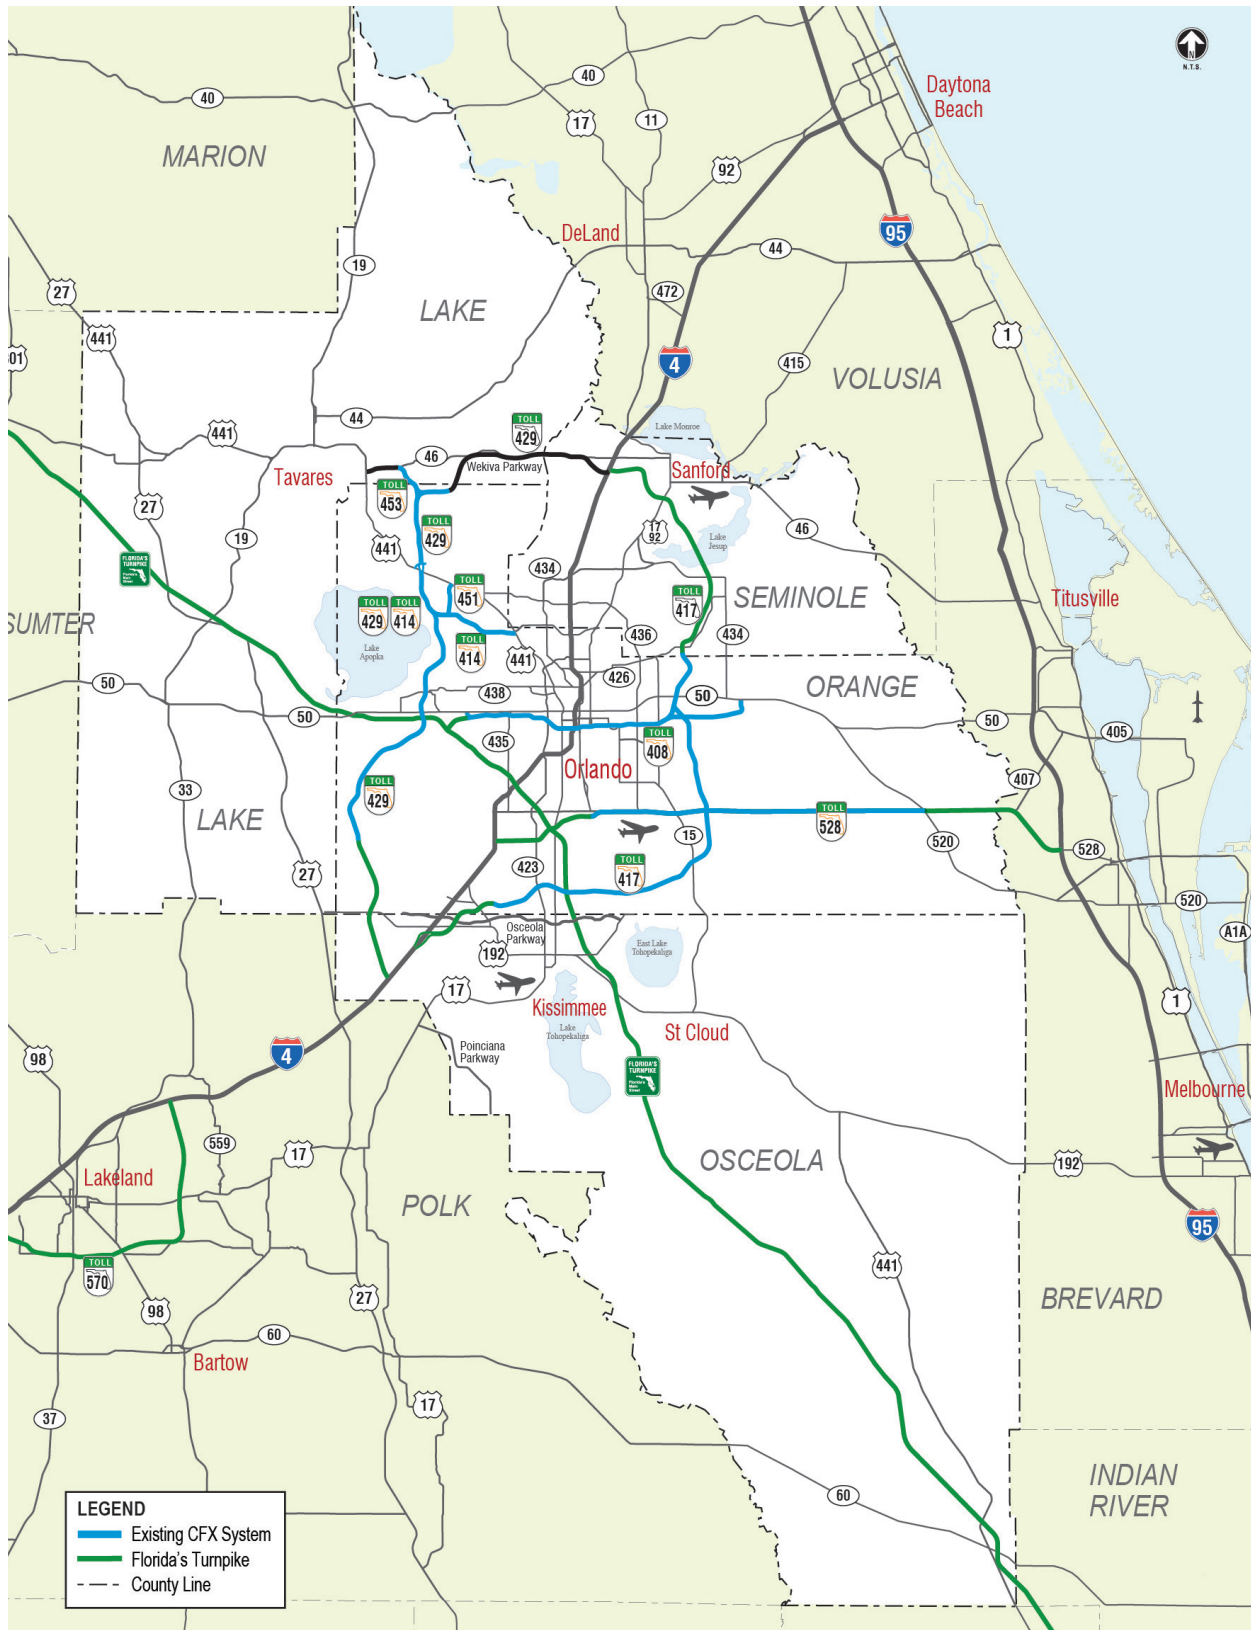 N
N.T.S.
Daytona
Beach
40
17
11
40
MARION
92
95
DeLand
44
19
27
472
LAKE
441
1
301
4
415
VOLUSIA
44
TOLL
429
Lake Monroe
441
46
Wekiva Parkway
Sanford
Tavares
TOLL
453
27
TOLL
429
17
92
46
19
441
Lake
Jesup
FLORIDA'S
TURNPIKE
Florida's
Main
Street
434
TOLL
451
TOLL
429
TOLL
414
TOLL
417
SEMINOLE
Titusville
SUMTER
436
434
Lake
Apopka
TOLL
414
441
426
50
438
50
ORANGE
50
435
TOLL
408
50
405
Orlando
407
33
TOLL
429
LAKE
TOLL
528
15
520
528
27
423
TOLL
417
520
Osceola
Parkway
192
East Lake
Tohopekaliga
A1A
17
Kissimmee
1
Lake
Tohopekaliga
St Cloud
98
4
Poinciana
Parkway
FLORIDA'S
TURNPIKE
Florida's
Main
Street
Melbourne
559
17
OSCEOLA
192
Lakeland
POLK
95
TOLL
570
441
98
27
BREVARD
60
Bartow
37
17
INDIAN
RIVER
60
LEGEND
Existing CFX System
Florida's Turnpike
County Line